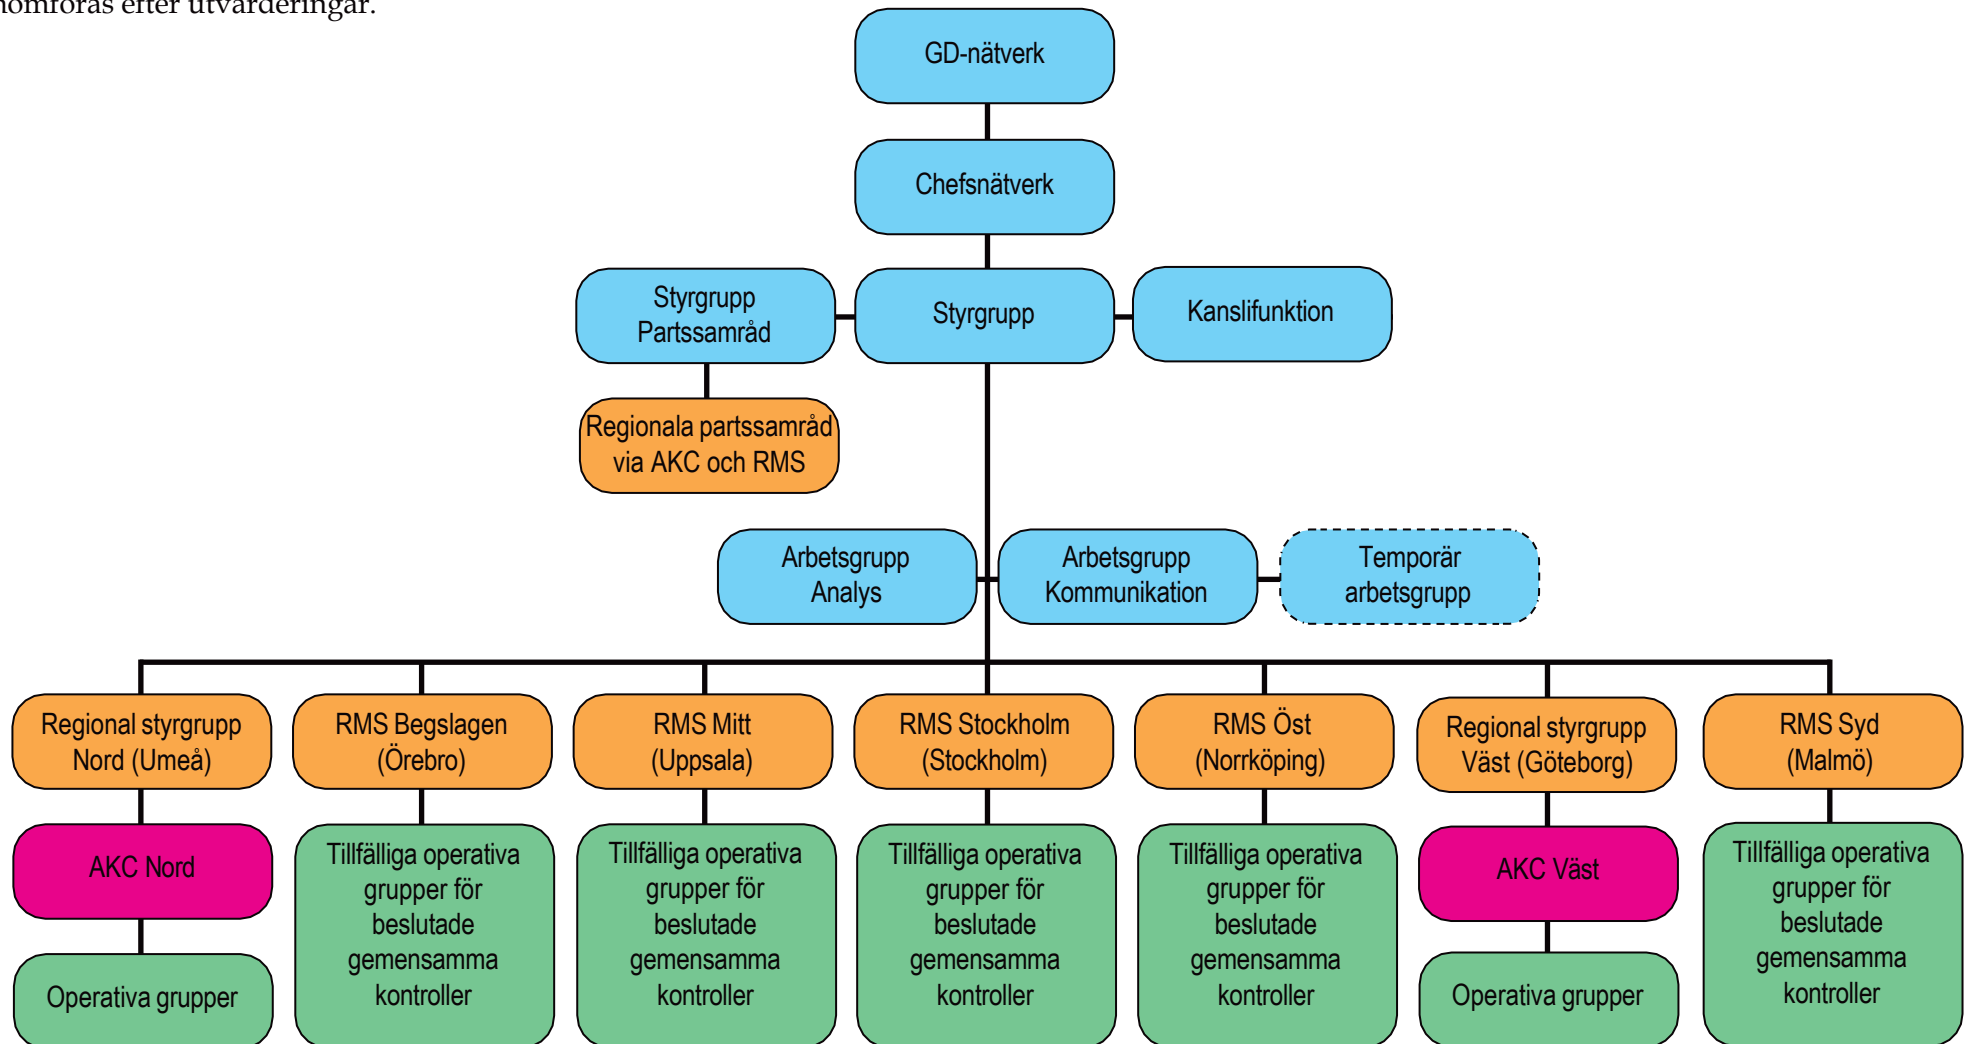 efter utvärderingar.
GD-nätverk
Chefsnätverk
Styrgrupp
Partssamråd
Styrgrupp
Kanslifunktion
Regionala partssamråd
via AKC och RMS
Arbetsgrupp
Analys
Arbetsgrupp
Kommunikation
Temporär
arbetsgrupp
Regional styrgrupp
Nord (Umeå)
RMS Begslagen
(Örebro)
RMS Mitt
(Uppsala)
RMS Stockholm
(Stockholm)
RMS Öst
(Norrköping)
Regional styrgrupp
Väst (Göteborg)
RMS Syd
(Malmö)
AKC Nord
Tillfälliga operativa
grupper för
beslutade
gemensamma
kontroller
Tillfälliga operativa
grupper för
beslutade
gemensamma
kontroller
Tillfälliga operativa
grupper för
beslutade
gemensamma
kontroller
Tillfälliga operativa
grupper för
beslutade
gemensamma
kontroller
AKC Väst
Tillfälliga operativa
grupper för
beslutade
gemensamma
kontroller
Operativa grupper
Operativa grupper